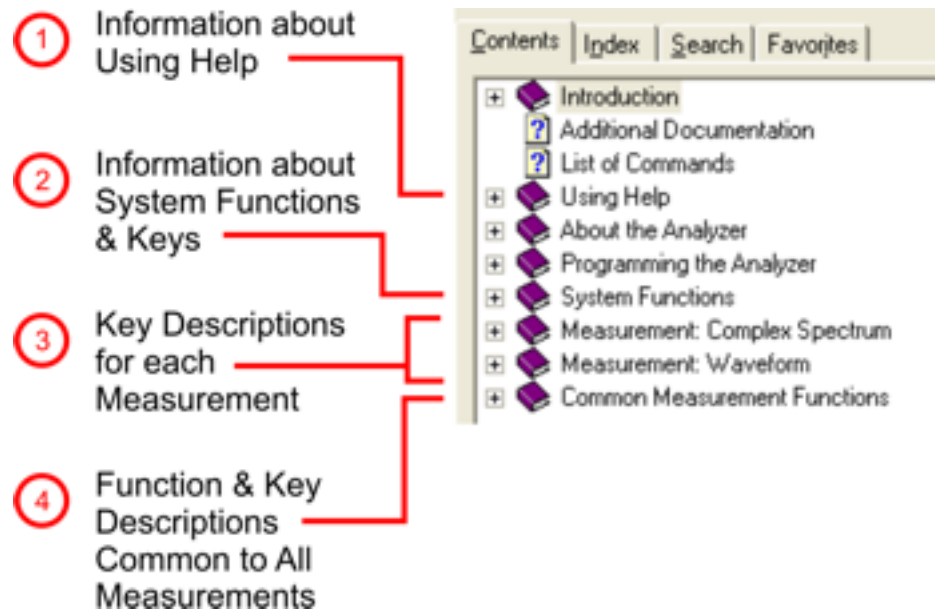 1
Information about
Using Help
2
Information about
System Functions
& Keys
3
Key Descriptions
for each
Measurement
4
Function & Key
Descriptions
Common to All
Measurements
Contents Index Search Favorites
Introduction
Additional Documentation
List of Commands
Using Help
About the Analyzer
Programming the Analyzer
System Functions
Measurement: Complex Spectrum
Measurement: Waveform
Common Measurement Functions